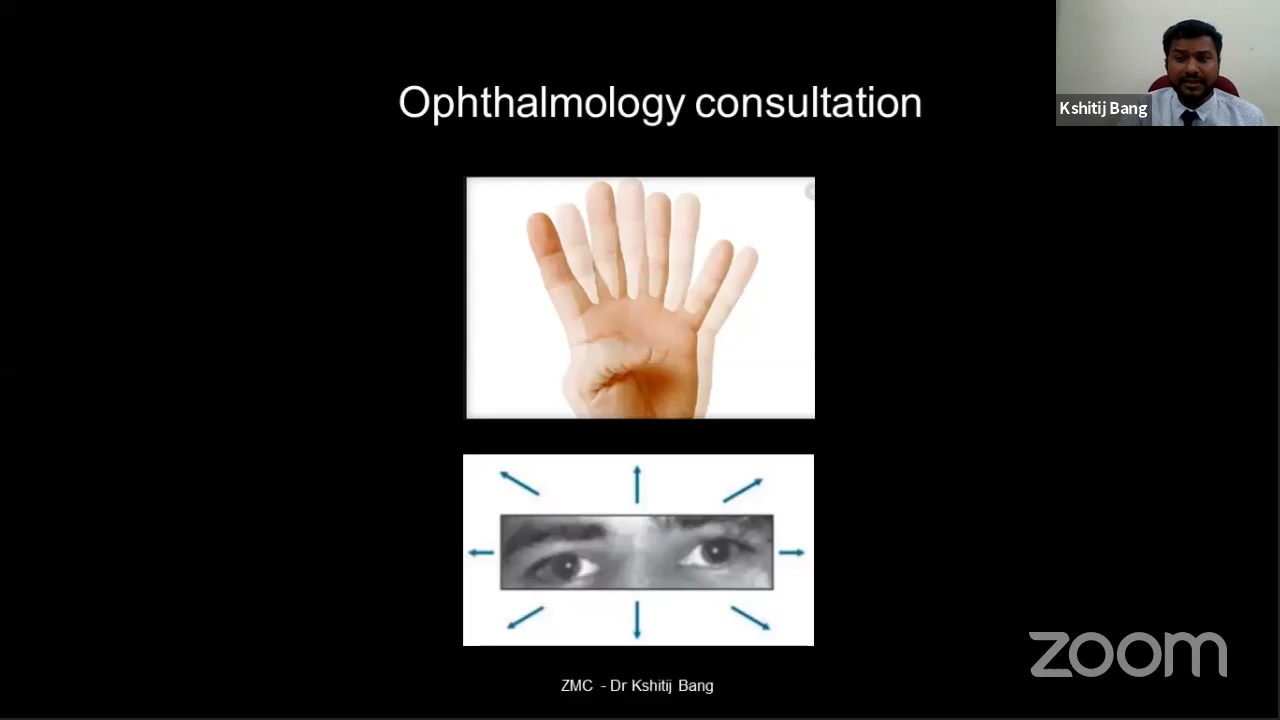 Ophthalmology consultation
Kshitij Bang
ZMC - Dr Kshitij Bang
zoom